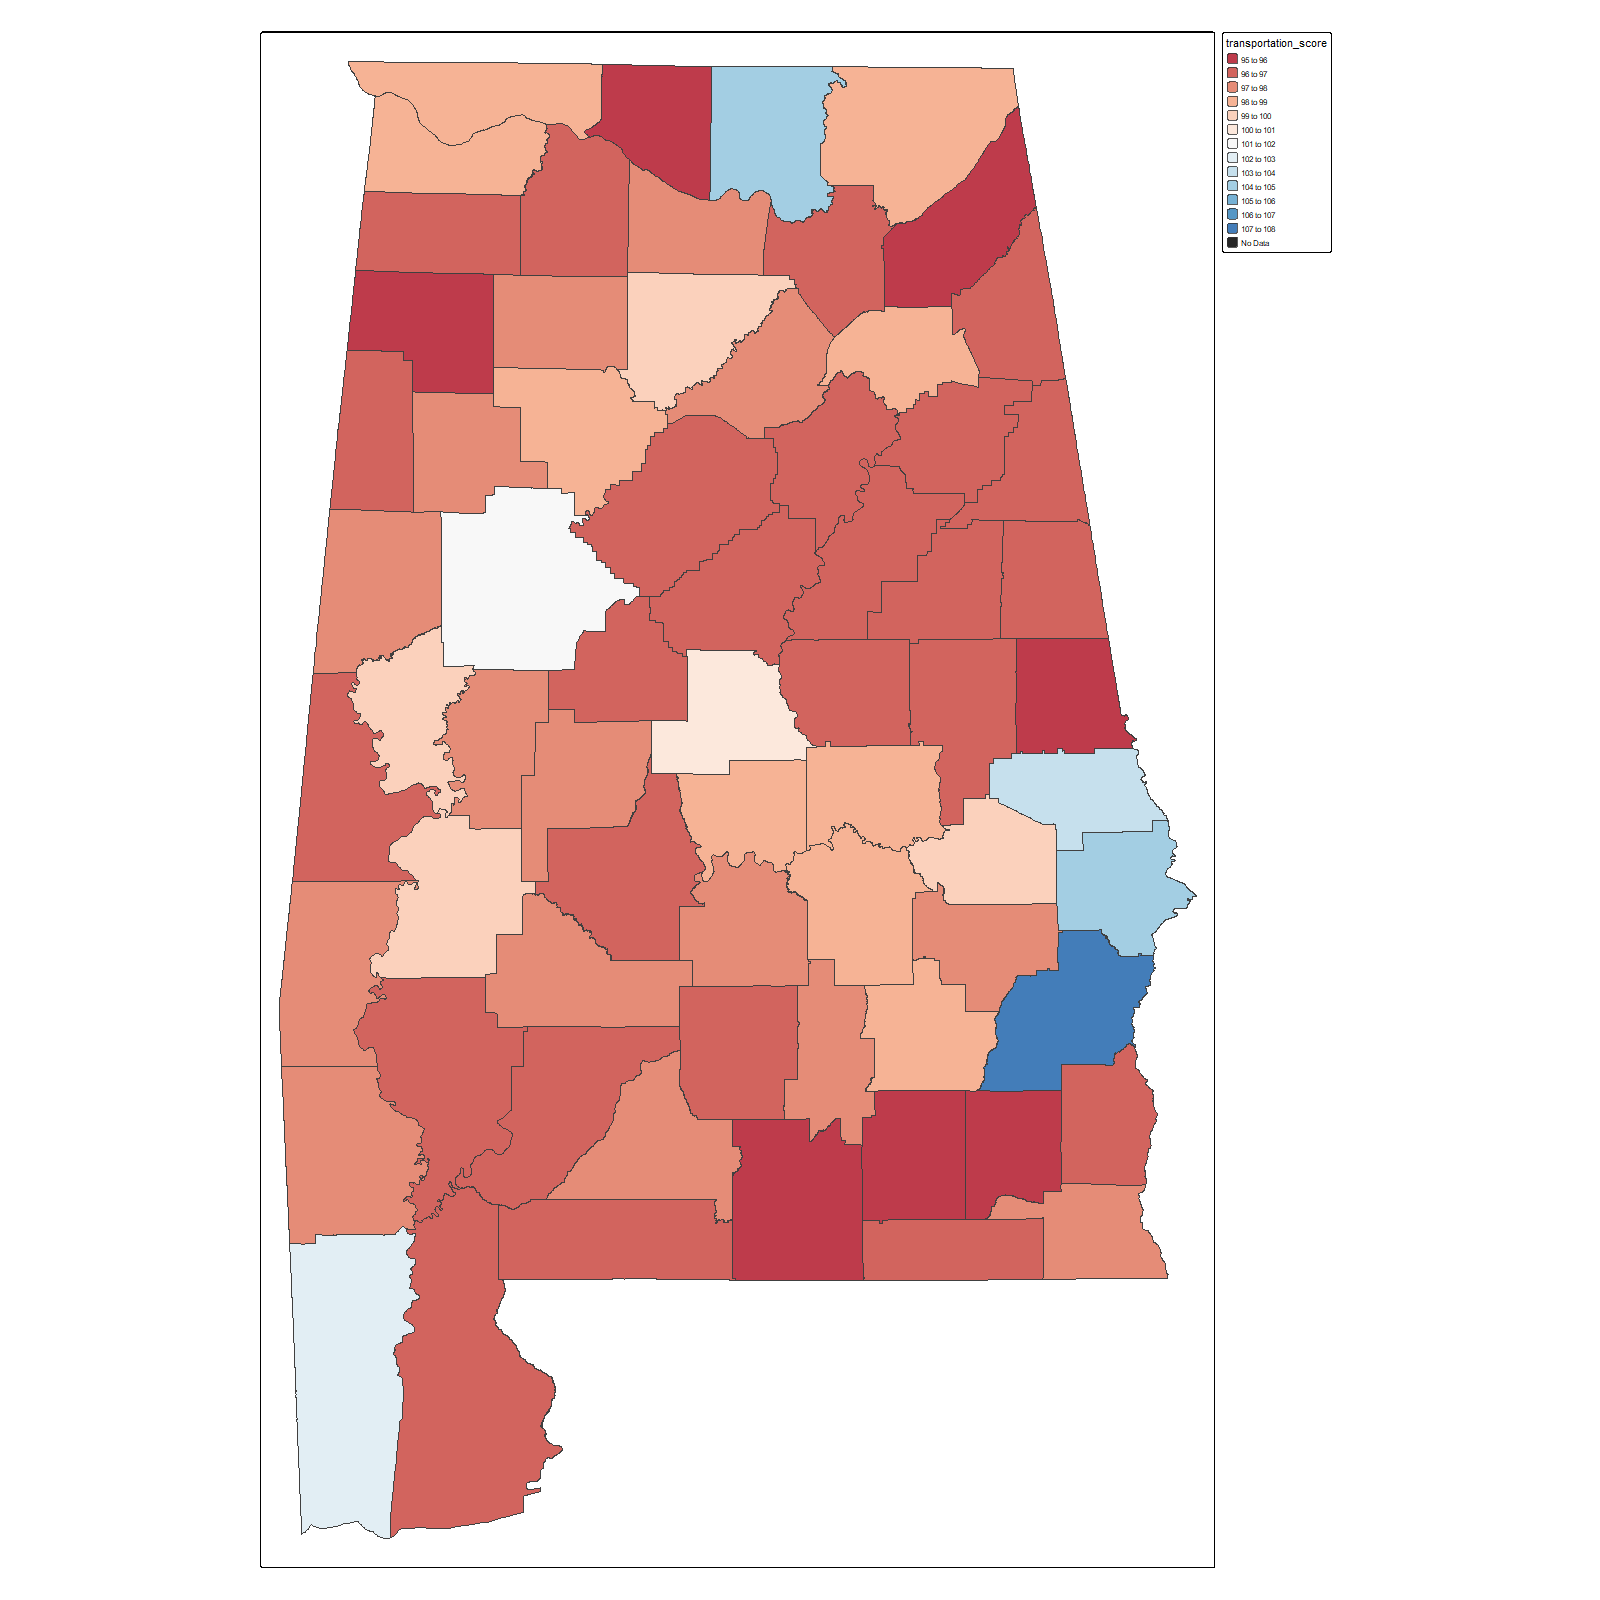 transportation_score
95 to 96
96 to 97
97 to 98
98 to 99
99 to 100
100 to 101
101 to 102
102 to 103
103 to 104
104 to 105
105 to 106
106 to 107
107 to 108
No Data